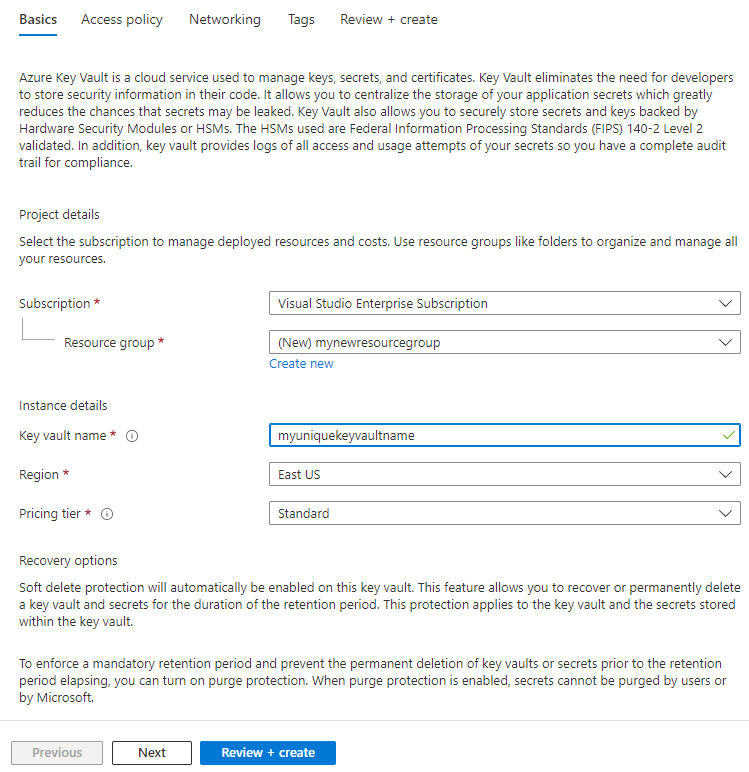 Basics Access policy Networking Tags Review + create
Azure Key Vault is a cloud service used to manage keys, secrets, and certificates. Key Vault eliminates the need for developers
to store security information in their code. It allows you to centralize the storage of your application secrets which greatly
reduces the chances that secrets may be leaked. Key Vault also allows you to securely store secrets and keys backed by
Hardware Security Modules or HSMs. The HSMs used are Federal Information Processing Standards (FIPS) 140-2 Level 2
validated. In addition, key vault provides logs of all access and usage attempts of your secrets so you have a complete audit
trail for compliance.
Project details
Select the subscription to manage deployed resources and costs. Use resource groups like folders to organize and manage all
your resources.
Subscription * Visual Studio Enterprise Subscription
Resource group * (New) mynewresourcegroup
Create new
Instance details
Key vault name * myuniquekeyvaultname
Region * East US
Pricing tier * Standard
Recovery options
Soft delete protection will automatically be enabled on this key vault. This feature allows you to recover or permanently delete
a key vault and secrets for the duration of the retention period. This protection applies to the key vault and the secrets stored
within the key vault.
To enforce a mandatory retention period and prevent the permanent deletion of key vaults or secrets prior to the retention
period elapsing, you can turn on purge protection. When purge protection is enabled, secrets cannot be purged by users or
by Microsoft.
Previous Next Review + create